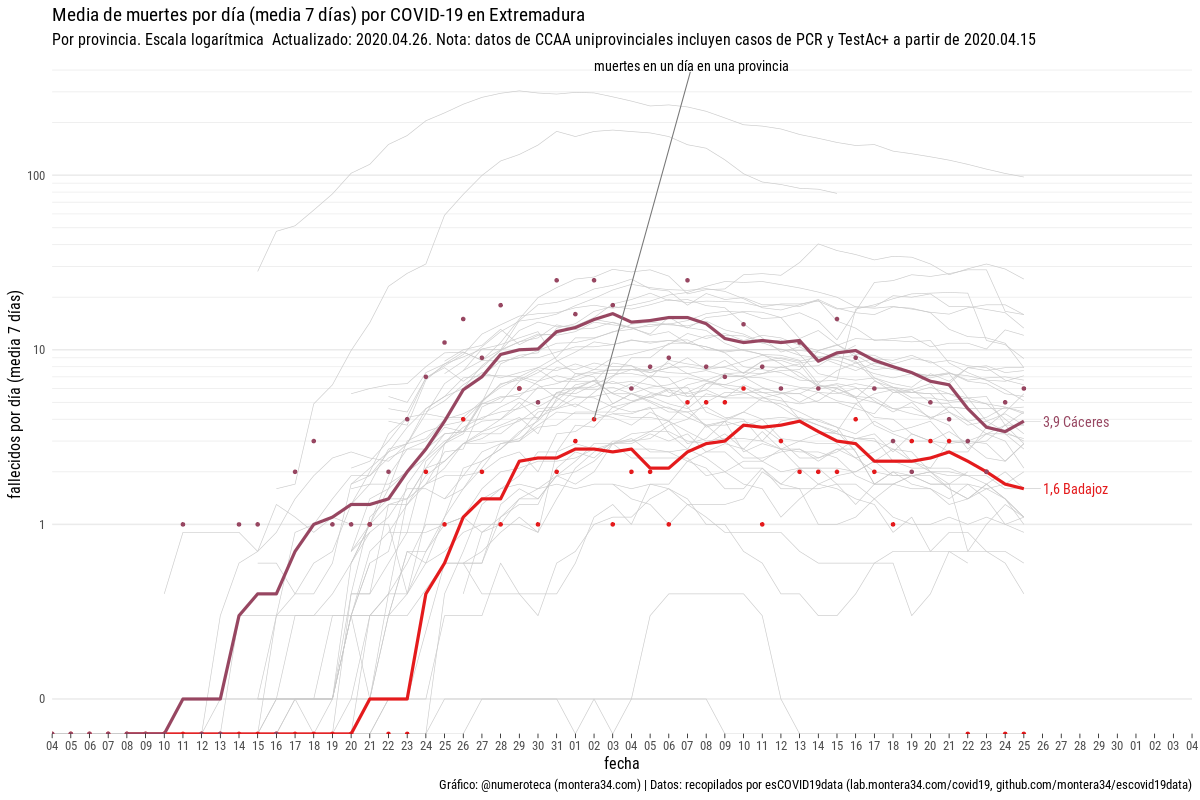 Media de muertes por día (media 7 días) por COVID-19 en Extremadura
Por provincia. Escala logarítmica  Actualizado: 2020.04.26. Nota: datos de CCAA uniprovinciales incluyen casos de PCR y TestAc+ a partir de 2020.04.15
muertes en un día en una provincia
fallecidos por día (media 7 días)
100
10
1
0
3,9 Cáceres
1,6 Badajoz
04 05 06 07 08 09 10 11 12 13 14 15 16 17 18 19 20 21 22 23 24 25 26 27 28 29 30 31 01 02 03 04 05 06 07 08 09 10 11 12 13 14 15 16 17 18 19 20 21 22 23 24 25 26 27 28 29 30 01 02 03 04
fecha
Gráfico: @numeroteca (montera34.com) | Datos: recopilados por esCOVID19data (lab.montera34.com/covid19, github.com/montera34/escovid19data)